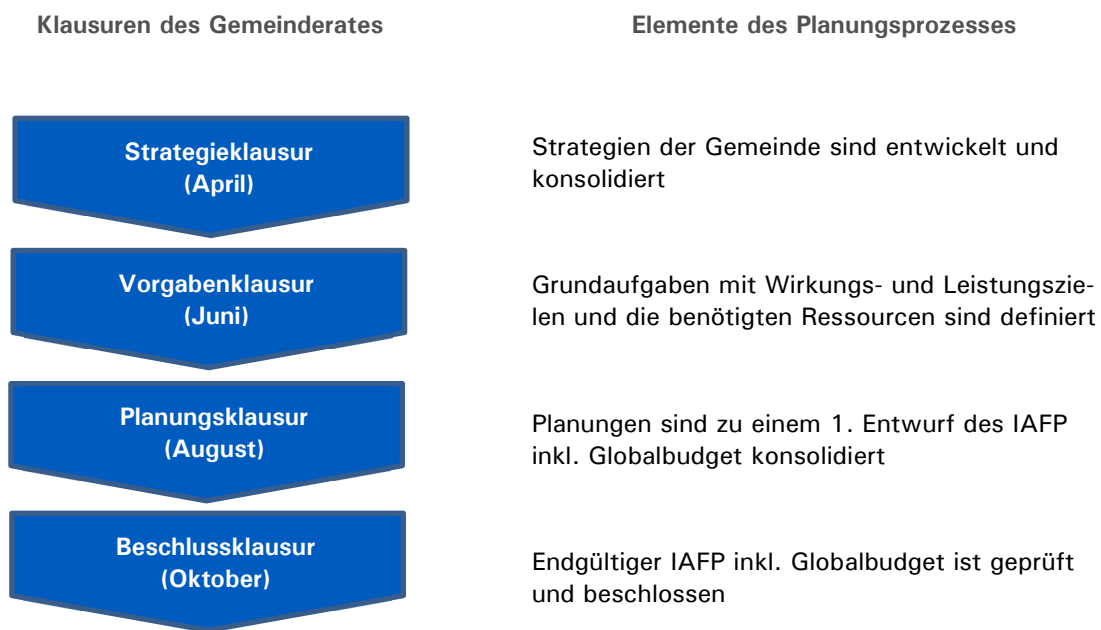 Klausuren des Gemeinderates
Elemente des Planungsprozesses
Strategieklausur
(April)
Strategien der Gemeinde sind entwickelt und
konsolidiert
Vorgabenklausur
(Juni)
Grundaufgaben mit Wirkungs- und Leistungszie-
len und die benötigten Ressourcen sind definiert
Planungsklausur
(August)
Planungen sind zu einem 1. Entwurf des IAFP
inkl. Globalbudget konsolidiert
Beschlussklausur
(Oktober)
Endgültiger IAFP inkl. Globalbudget ist geprüft
und beschlossen